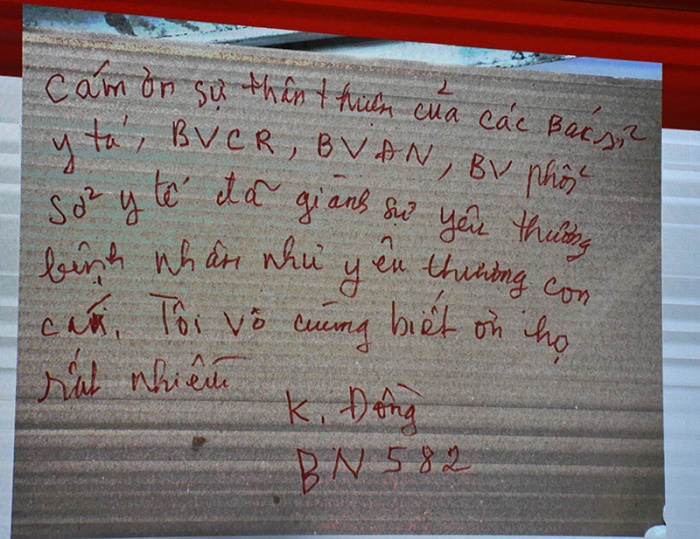 Cám ơn sự thân thiện của các Bác sỉ
y tá, BVCR, BVAN, BV phổi
Sở y tế đã giành sự yêu thương
bệnh nhân như yêu thương con
cái. Tôi vô cùng biết ơn họ
rất nhiều
K. Đông
BN 582